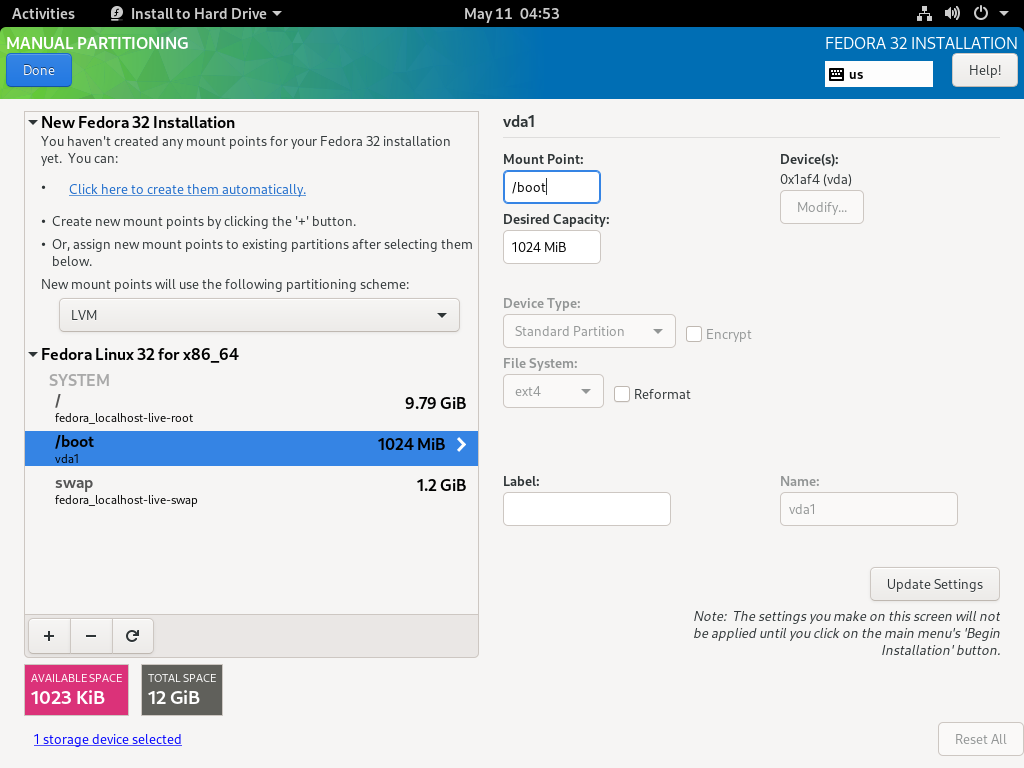 Activities
Install to Hard Drive
May 11 04:53
MANUAL PARTITIONING
FEDORA 32 INSTALLATION
Done
us
Help!
New Fedora 32 Installation
You haven't created any mount points for your Fedora 32 installation
yet. You can:
• Click here to create them automatically.
• Create new mount points by clicking the '+' button.
• Or, assign new mount points to existing partitions after selecting them
below.
New mount points will use the following partitioning scheme:
LVM
Fedora Linux 32 for x86_64
SYSTEM
/
9.79 GiB
fedora_localhost-live-root
/boot
1024 MiB
vda1
swap
1.2 GiB
fedora_localhost-live-swap
+ −
AVAILABLE SPACE
1023 KiB
TOTAL SPACE
12 GiB
1 storage device selected
vda1
Mount Point:
/boot
Device(s):
0x1af4 (vda)
Modify...
Desired Capacity:
1024 MiB
Device Type:
Standard Partition
Encrypt
File System:
ext4
Reformat
Label:
Name:
vda1
Update Settings
Note: The settings you make on this screen will not
be applied until you click on the main menu's 'Begin
Installation' button.
Reset All